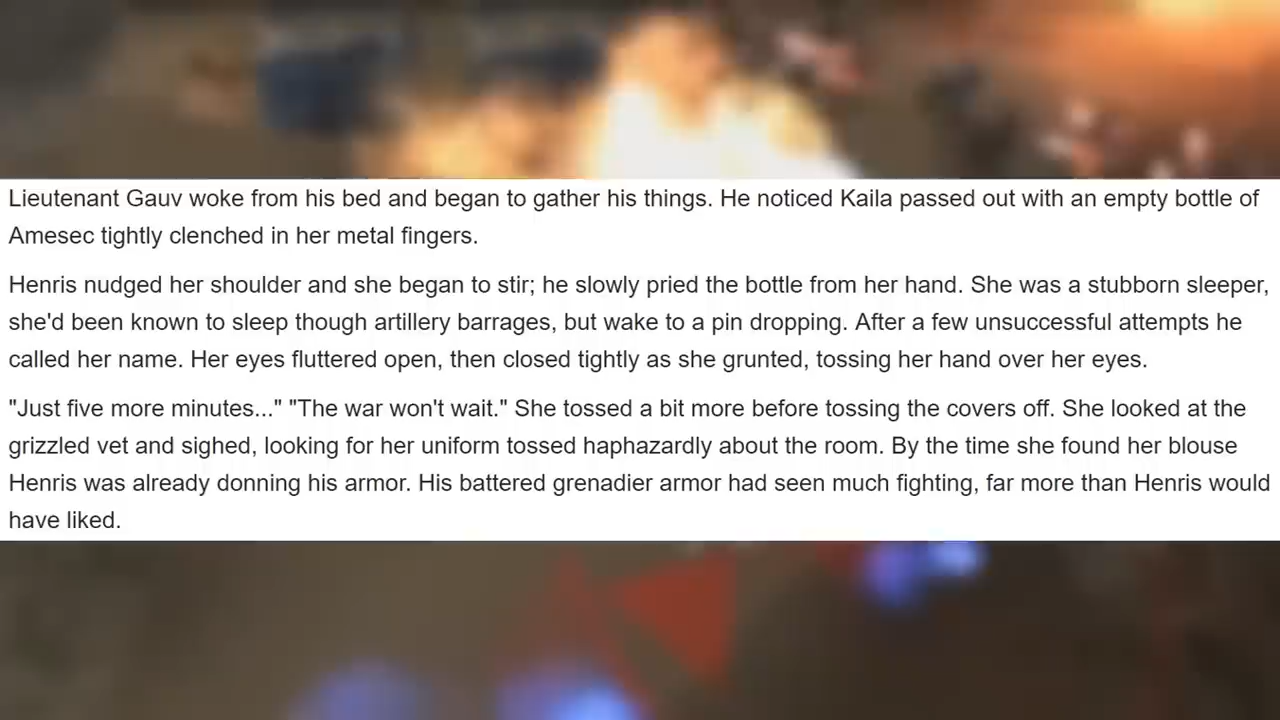 Lieutenant Gauv woke from his bed and began to gather his things. He noticed Kaila passed out with an empty bottle of
Amesec tightly clenched in her metal fingers.
Henris nudged her shoulder and she began to stir; he slowly pried the bottle from her hand. She was a stubborn sleeper,
she'd been known to sleep though artillery barrages, but wake to a pin dropping. After a few unsuccessful attempts he
called her name. Her eyes fluttered open, then closed tightly as she grunted, tossing her hand over her eyes.
"Just five more minutes..." "The war won't wait." She tossed a bit more before tossing the covers off. She looked at the
grizzled vet and sighed, looking for her uniform tossed haphazardly about the room. By the time she found her blouse
Henris was already donning his armor. His battered grenadier armor had seen much fighting, far more than Henris would
have liked.